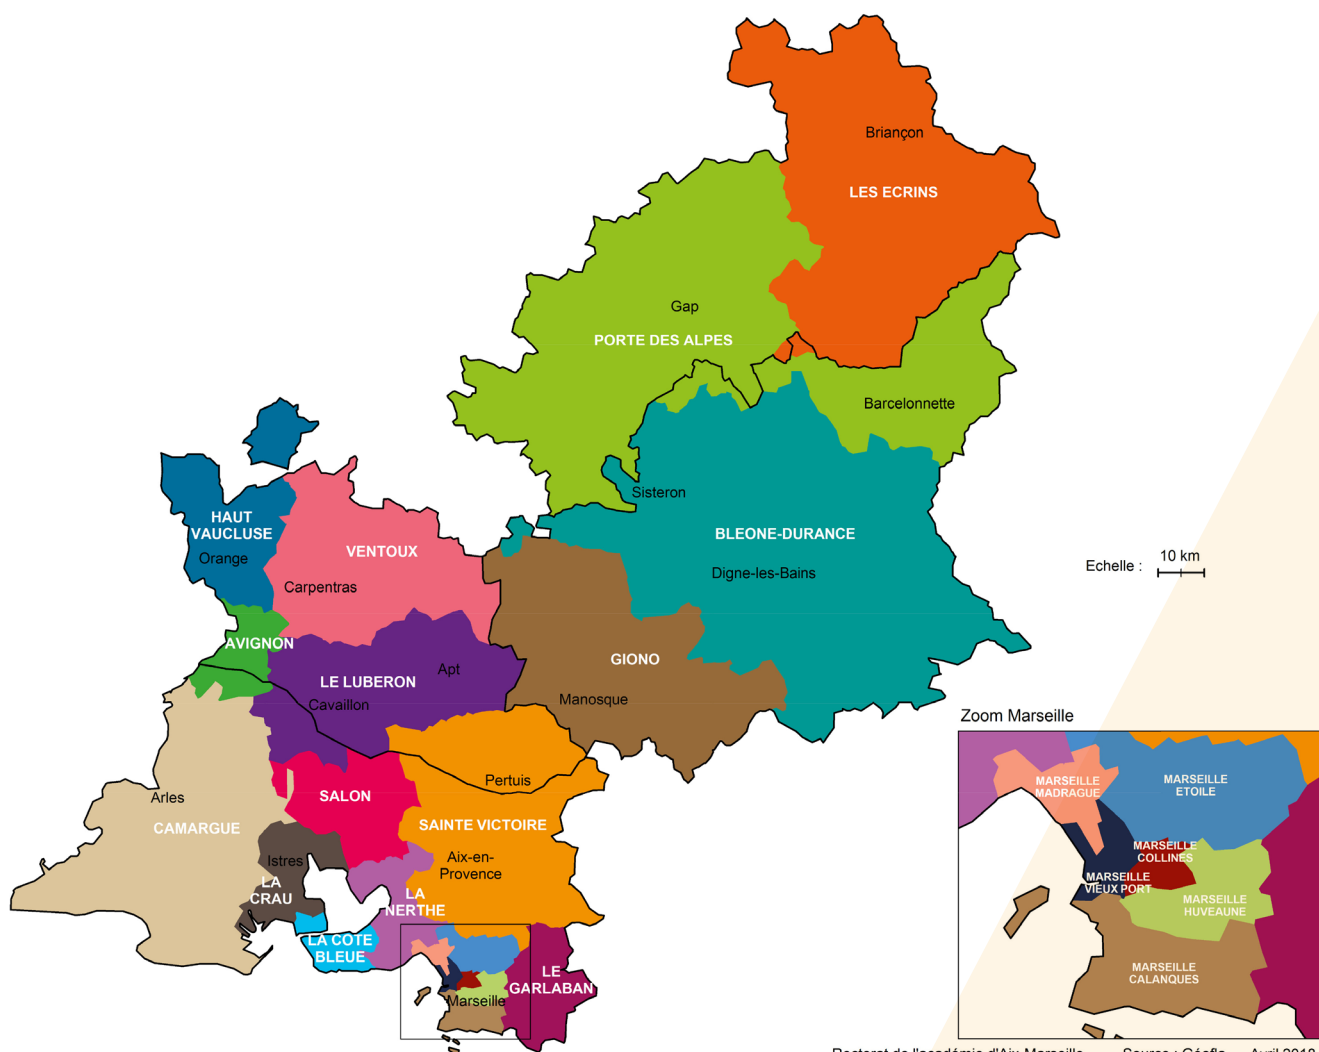 Briançon
LES ECRINS
Gap
PORTE DES ALPES
Barcelonnette
Sisteron
HAUT
VAUCLUSE
Orange
VENTOUX
Carpentras
BLEONE-DURANCE
Digne-les-Bains
Echelle :
10 km
AVIGNON
LE LUBERON
Apt
Cavaillon
GIONO
Manosque
Zoom Marseille
Pertuis
SALON
Arles
CAMARGUE
SAINTE VICTOIRE
Istres
Aix-en-
Provence
LA
CRAU
LA
NERTHE
LA COTE
BLEUE
LE
GARLABAN
Marseille
MARSEILLE
MADRAGUE
MARSEILLE
ETOILE
MARSEILLE
COLLINES
MARSEILLE
VIEUX PORT
MARSEILLE
HUVEAUNE
MARSEILLE
CALANQUES